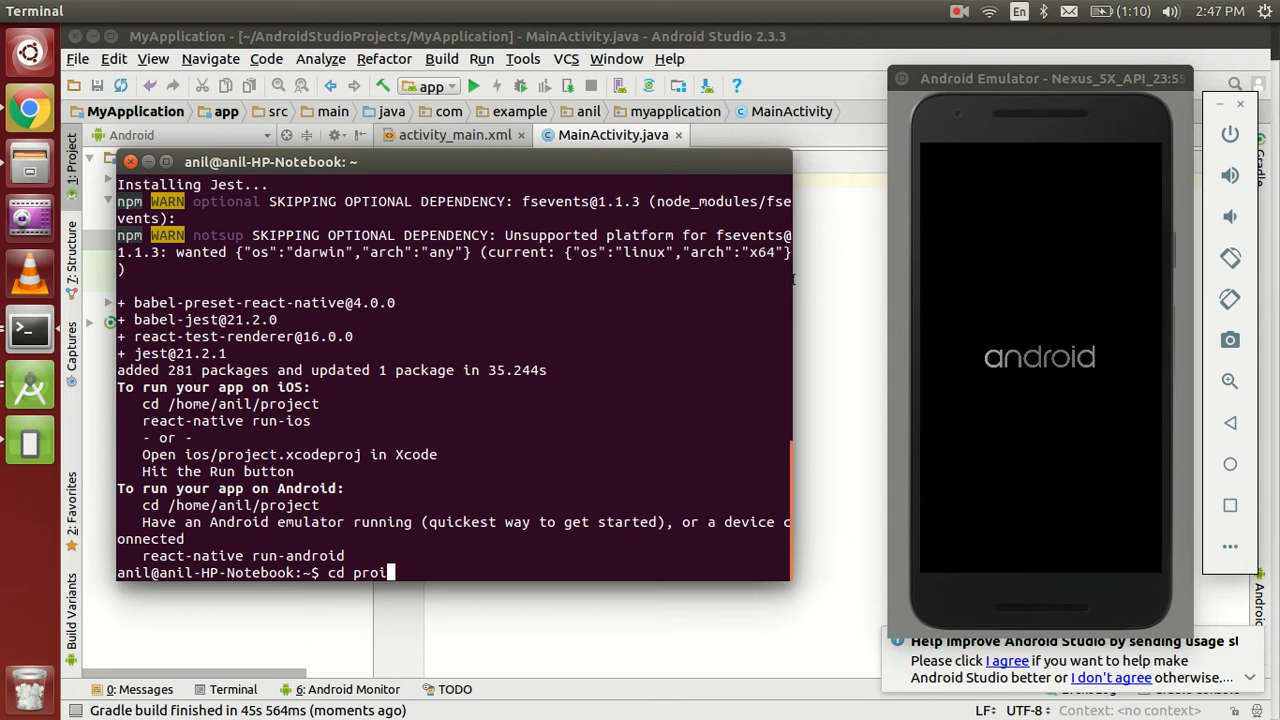 Terminal
En
(1:10)
2:47 PM
MyApplication - [~/AndroidStudioProjects/MyApplication] - MainActivity.java - Android Studio 2.3.3
File Edit View Navigate Code Analyze Refactor Build Run Tools VCS Window Help
app
MyApplication app src main java com example anil myapplication MainActivity
Android
activity_main.xml
MainActivity.java
1: Project
7: Structure
Captures
2: Favorites
Build Variants
anil@anil-HP-Notebook: ~
Installing Jest...
npm WARN optional SKIPPING OPTIONAL DEPENDENCY: fsevents@1.1.3 (node_modules/fse
vents):
npm WARN notsup SKIPPING OPTIONAL DEPENDENCY: Unsupported platform for fsevents@
1.1.3: wanted {"os":"darwin","arch":"any"} (current: {"os":"linux","arch":"x64"}
)
+ babel-preset-react-native@4.0.0
+ babel-jest@21.2.0
+ react-test-renderer@16.0.0
+ jest@21.2.1
added 281 packages and updated 1 package in 35.244s
To run your app on iOS:
cd /home/anil/project
react-native run-ios
- or -
Open ios/project.xcodeproj in Xcode
Hit the Run button
To run your app on Android:
cd /home/anil/project
Have an Android emulator running (quickest way to get started), or a device c
onnected
react-native run-android
anil@anil-HP-Notebook:~$ cd proi
Android Emulator - Nexus_5X_API_23:55
android
Gradle
Help improve Android Studio by sending usage
Please click I agree if you want to help make
Android Studio better or I don't agree otherwise....
0: Messages
Terminal
6: Android Monitor
TODO
Gradle build finished in 45s 564ms (moments ago)
LF÷ UTF-8÷ Context: <no context>